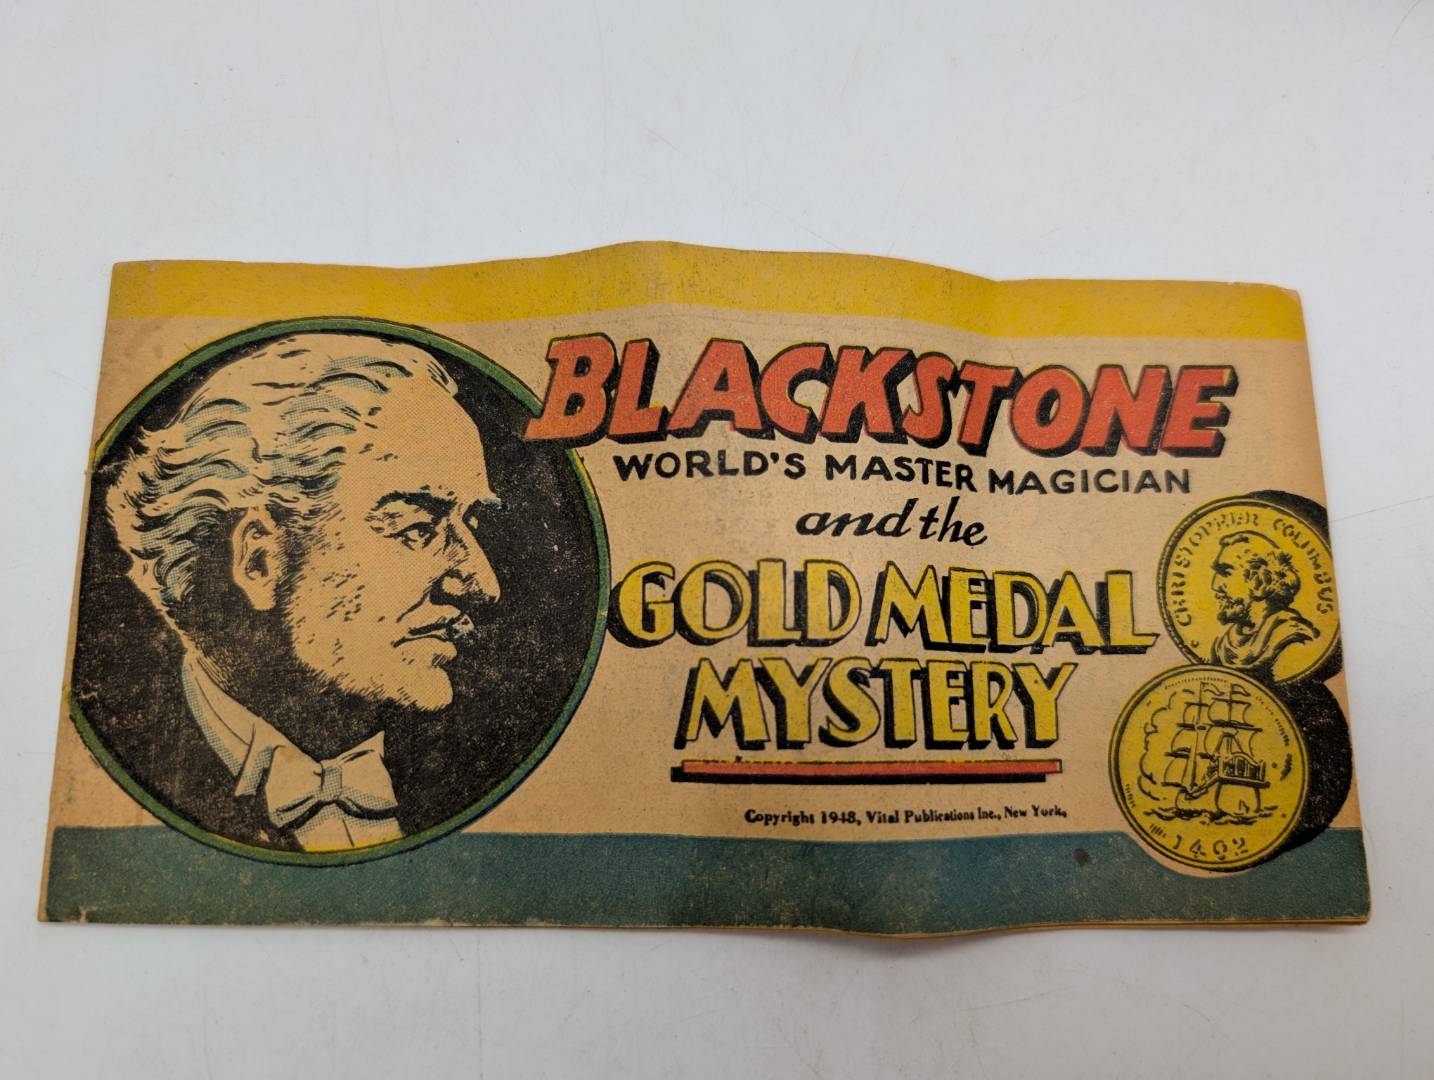 BLACKSTONE
WORLD'S MASTER MAGICIAN
and the
GOLD MEDAL
MYSTERY
Copyright 1948, Vital Publications Inc., New York.
CHRISTOPHER COLUMBUS
1492